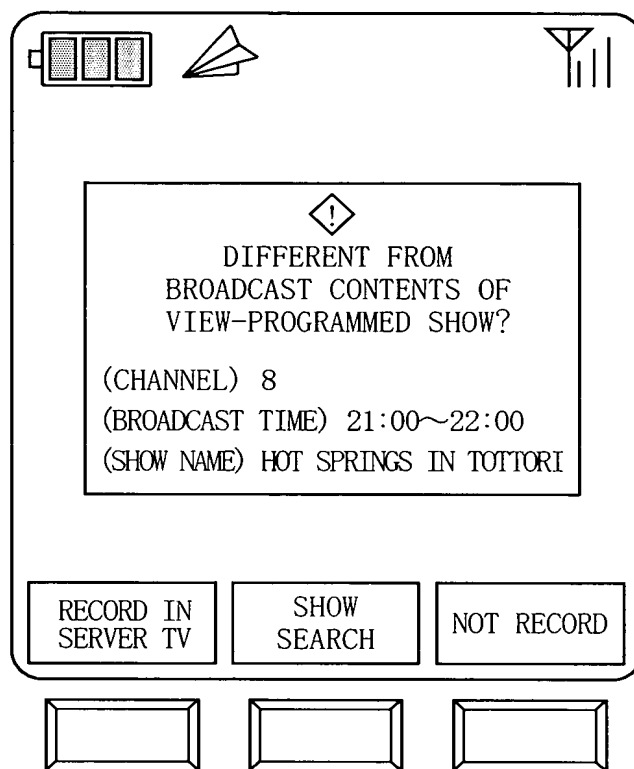 !
DIFFERENT FROM
BROADCAST CONTENTS OF
VIEW-PROGRAMMED SHOW?
(CHANNEL) 8
(BROADCAST TIME) 21:00～22:00
(SHOW NAME) HOT SPRINGS IN TOTTORI
RECORD IN
SERVER TV
SHOW
SEARCH
NOT RECORD